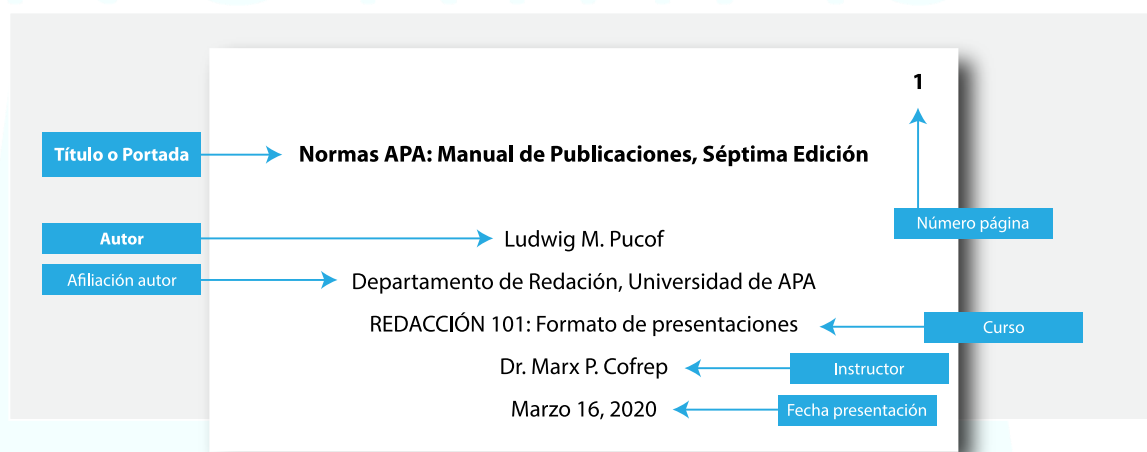 1
Título o Portada
Normas APA: Manual de Publicaciones, Séptima Edición
Número página
Autor
Ludwig M. Pucof
Afiliación autor
Departamento de Redación, Universidad de APA
REDACCIÓN 101: Formato de presentaciones
Curso
Dr. Marx P. Cofrep
Instructor
Marzo 16, 2020
Fecha presentación